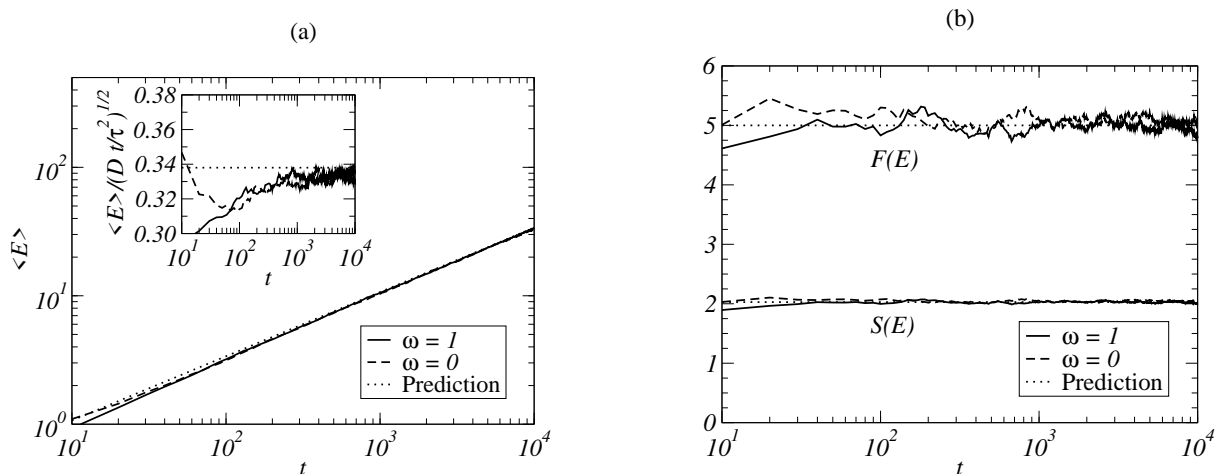 (a)
<E>
10^2
10^1
10^0
10^1
10^2
10^3
10^4
t
<E>/(D t/τ^2)^1/2
0.38
0.36
0.34
0.32
0.30
10^1
10^2
10^3
10^4
t
ω = 1
ω = 0
Prediction
(b)
6
5
4
3
2
1
0
10^1
10^2
10^3
10^4
t
F(E)
S(E)
ω = 1
ω = 0
Prediction